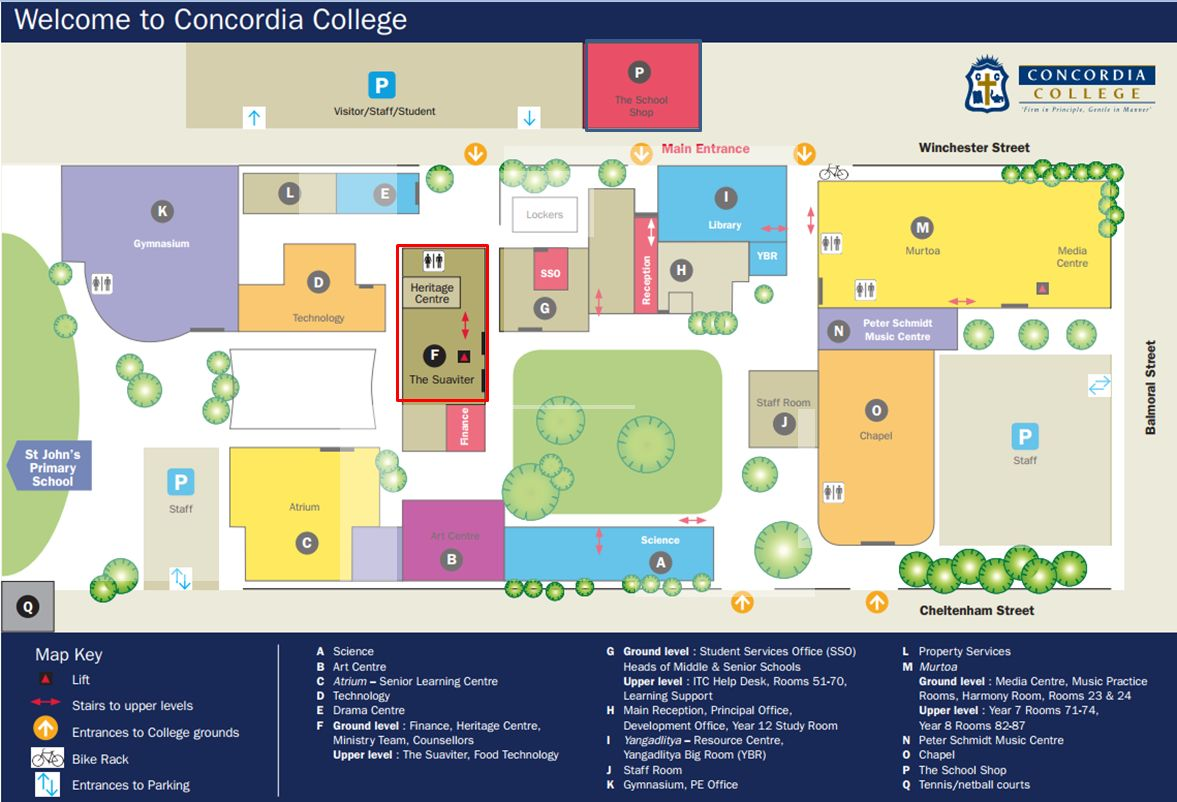 Welcome to Concordia College
P
Visitor/Staff/Student
P
The School
Shop
CONCORDIA
COLLEGE
'Firm in Principle, Gentle in Manner'
Main Entrance
Winchester Street
K
Gymnasium
L
E
Lockers
I
Library
M
Murtoa
Media
Centre
D
Technology
Heritage
Centre
F
The Suaviter
Finance
SSO
G
Reception
H
YBR
N
Peter Schmidt
Music Centre
Staff Room
J
O
Chapel
P
Staff
Balmoral Street
St John's
Primary
School
P
Staff
Atrium
C
Art Centre
B
Science
A
Q
Cheltenham Street
Map Key
Lift
Stairs to upper levels
Entrances to College grounds
Bike Rack
Entrances to Parking
A Science
B Art Centre
C Atrium – Senior Learning Centre
D Technology
E Drama Centre
F Ground level : Finance, Heritage Centre,
Ministry Team, Counsellors
Upper level : The Suaviter, Food Technology
G Ground level : Student Services Office (SSO)
Heads of Middle & Senior Schools
Upper level : ITC Help Desk, Rooms 51-70,
Learning Support
H Main Reception, Principal Office,
Development Office, Year 12 Study Room
I Yangadlitya – Resource Centre,
Yangadlitya Big Room (YBR)
J Staff Room
K Gymnasium, PE Office
L Property Services
M Murtoa
Ground level : Media Centre, Music Practice
Rooms, Harmony Room, Rooms 23 & 24
Upper level : Year 7 Rooms 71-74,
Year 8 Rooms 82-87
N Peter Schmidt Music Centre
O Chapel
P The School Shop
Q Tennis/netball courts